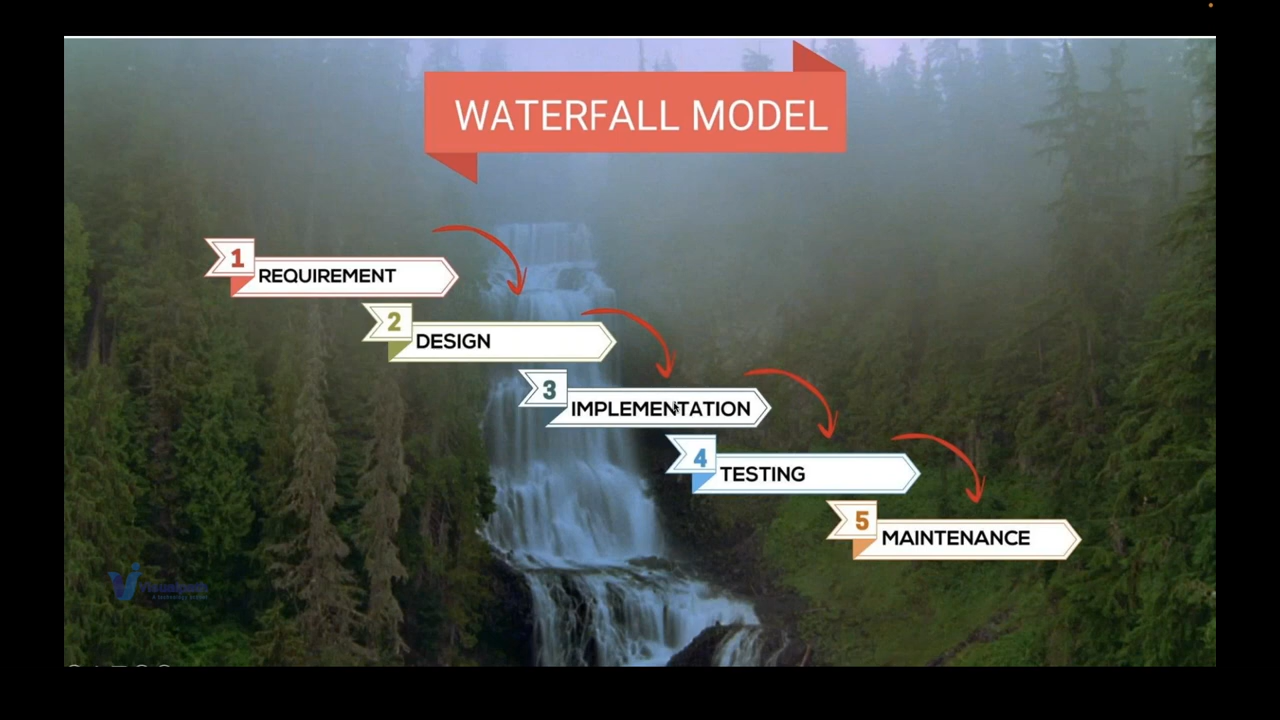 WATERFALL MODEL
1
REQUIREMENT
2
DESIGN
3
IMPLEMENTATION
4
TESTING
5
MAINTENANCE